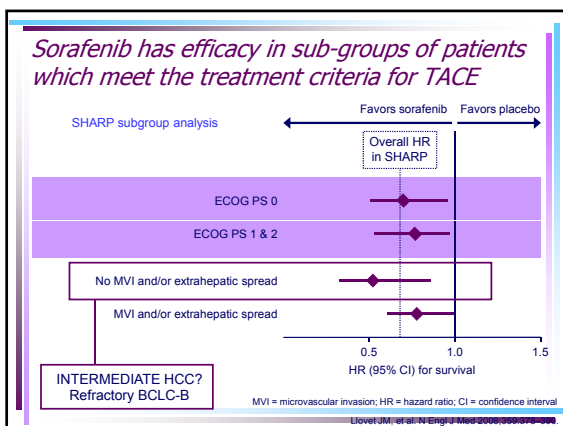 Sorafenib has efficacy in sub-groups of patients
which meet the treatment criteria for TACE
SHARP subgroup analysis
Favors sorafenib
Favors placebo
Overall HR
in SHARP
ECOG PS 0
ECOG PS 1 & 2
No MVI and/or extrahepatic spread
MVI and/or extrahepatic spread
0.5
1.0
1.5
HR (95% CI) for survival
INTERMEDIATE HCC?
Refractory BCLC-B
MVI = microvascular invasion; HR = hazard ratio; CI = confidence interval
Llovet JM, et al. N Engl J Med 2008;359:378–390.